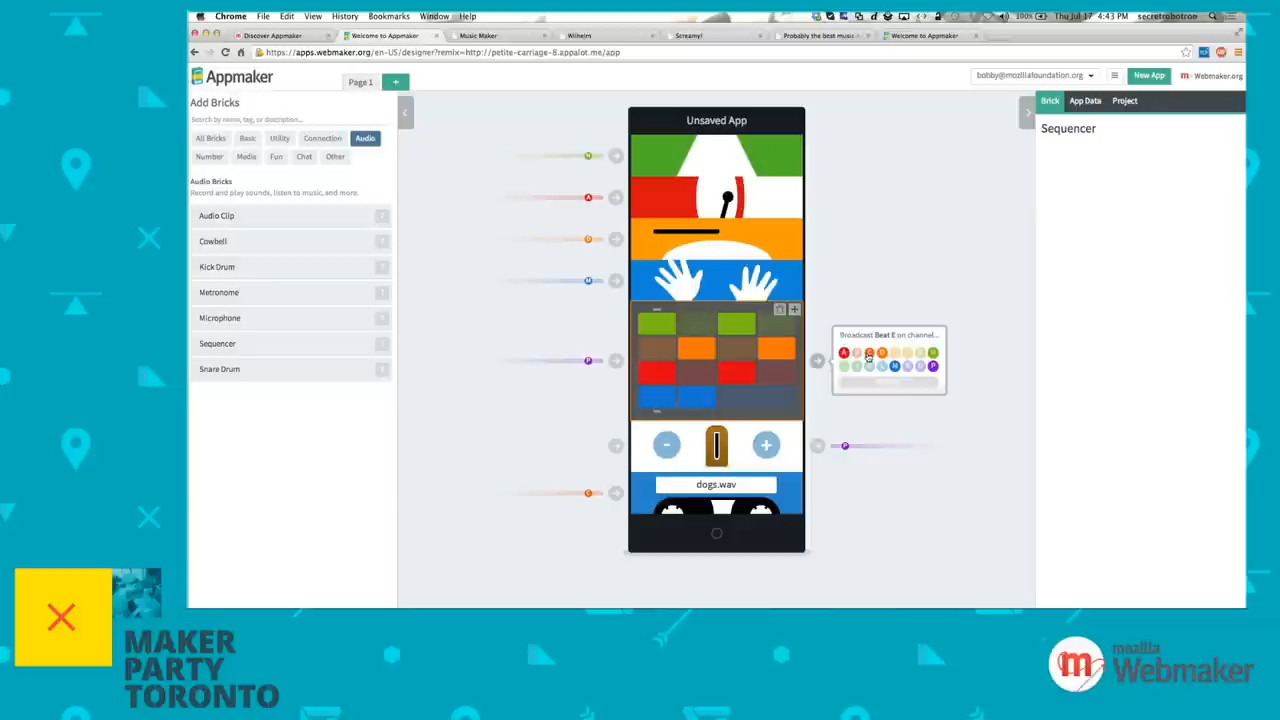 Chrome File Edit View History Bookmarks Window Help
100% Thu Jul 17 4:43 PM secretrobotron
Discover Appmaker
Welcome to Appmaker
Music Maker
Wilhelm
Screamy!
Probably the best music
Welcome to Appmaker
https://apps.webmaker.org/en-US/designer?remix=http://petite-carriage-8.appalot.me/app
Appmaker
Page 1
+
bobby@mozillafoundation.org
New App
m Webmaker.org
Add Bricks
Search by name, tag, or description...
All Bricks Basic Utility Connection Audio
Number Media Fun Chat Other
Audio Bricks
Record and play sounds, listen to music, and more.
Audio Clip ?
Cowbell ?
Kick Drum ?
Metronome ?
Microphone ?
Sequencer ?
Snare Drum ?
Unsaved App
A
D
M
P
C
Broadcast Beat E on channel...
P
- +
dogs.wav
Brick App Data Project
Sequencer
MAKER
PARTY
TORONTO
m
mozilla
Webmaker